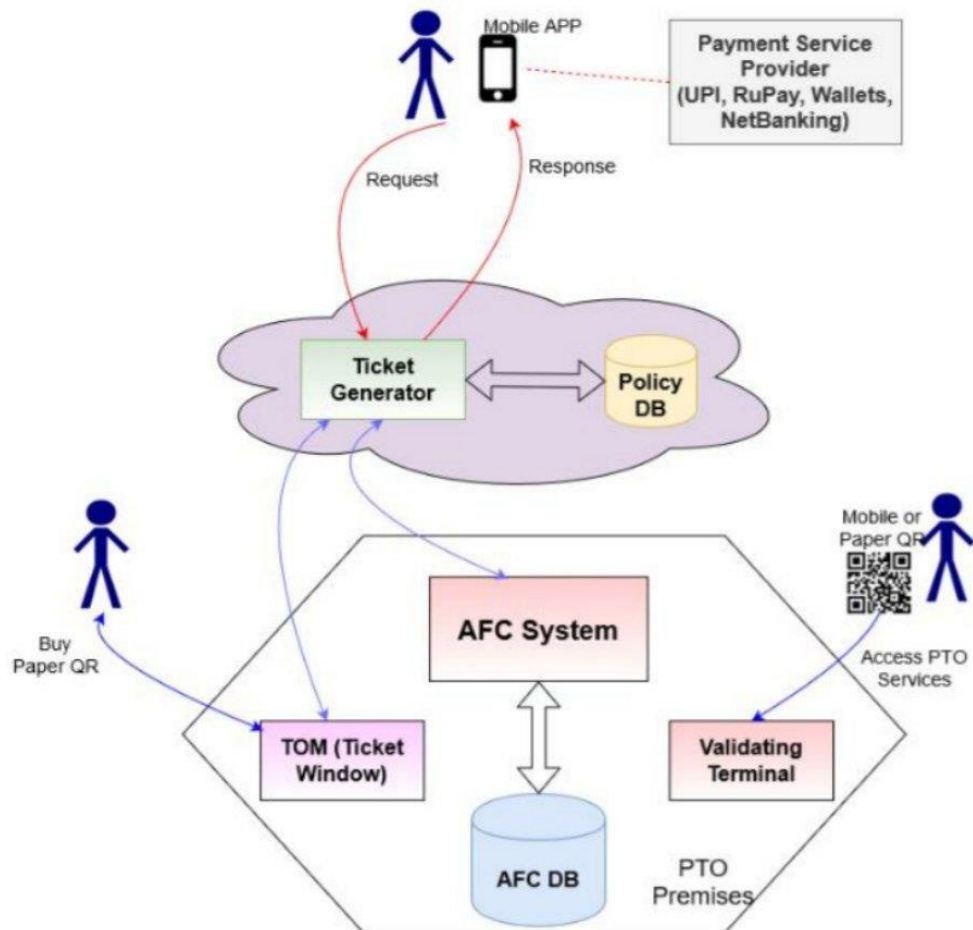 Mobile APP
Payment Service
Provider
(UPI, RuPay, Wallets,
NetBanking)
Request
Response
Ticket
Generator
Policy
DB
Mobile or
Paper QR
Buy
Paper QR
AFC System
Access PTO
Services
TOM (Ticket
Window)
Validating
Terminal
AFC DB
PTO
Premises